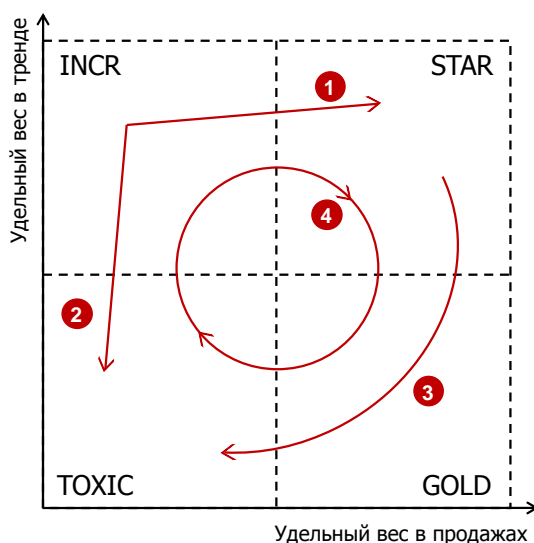 Удельный вес в тренде
INCR
STAR
1
4
2
3
TOXIC
GOLD
Удельный вес в продажах